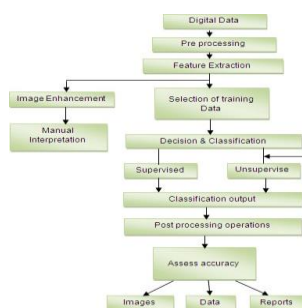 Digital Data
Pre processing
Feature Extraction
Image Enhancement
Selection of training
Data
Manual
Interpretation
Decision & Classification
Supervised
Unsupervise
Classification output
Post processing operations
Assess accuracy
Images
Data
Reports